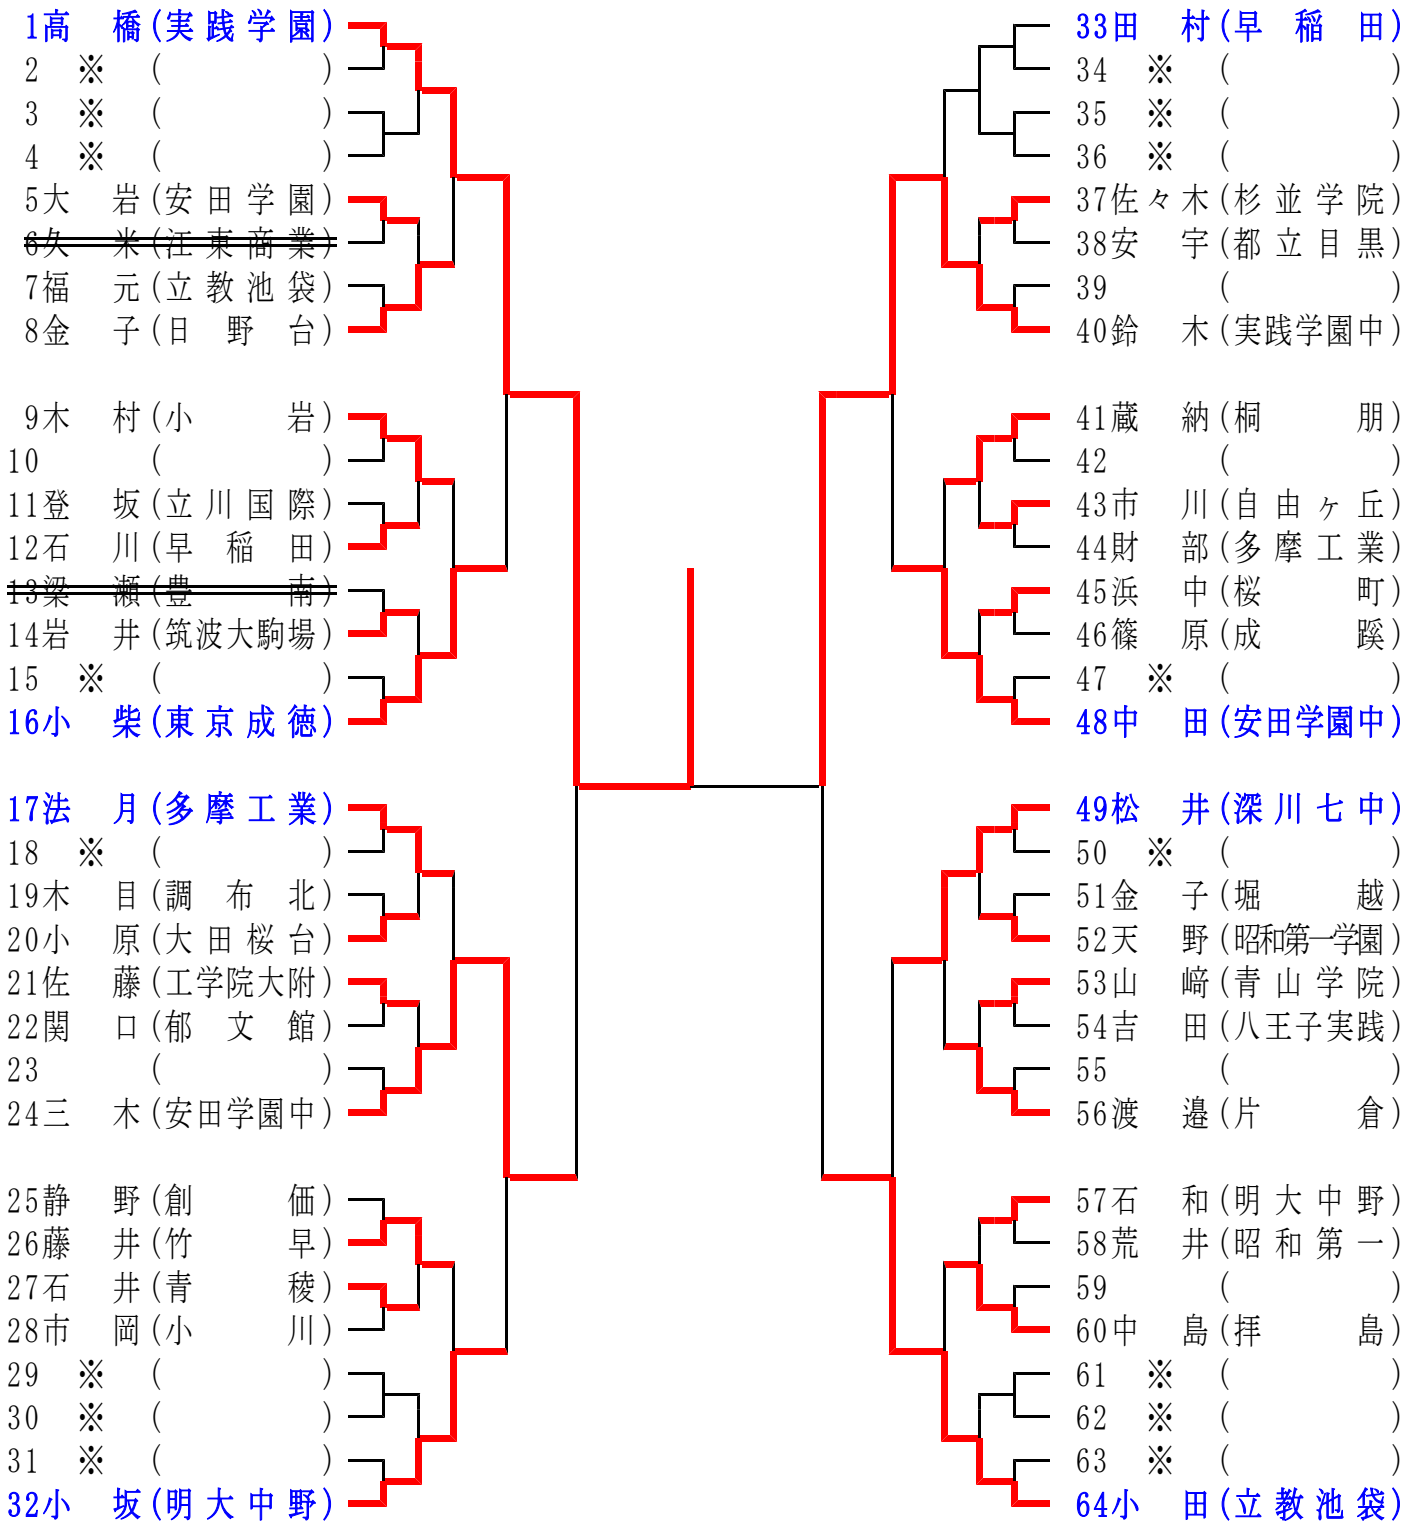 1高 橋(実践学園)
2 ※ ( )
3 ※ ( )
4 ※ ( )
5大 岩(安田学園)
6久 米(江東商業)
7福 元(立教池袋)
8金 子(日野台)
9木 村(小 岩)
10 ( )
11登 坂(立川国際)
12石 川(早稲田)
13梁 瀬(豊 南)
14岩 井(筑波大駒場)
15 ※ ( )
16小 柴(東京成徳)
17法 月(多摩工業)
18 ※ ( )
19木 目(調布北)
20小 原(大田桜台)
21佐 藤(工学院大附)
22関 口(郁文館)
23 ( )
24三 木(安田学園中)
25静 野(創 価)
26藤 井(竹 早)
27石 井(青 稜)
28市 岡(小 川)
29 ※ ( )
30 ※ ( )
31 ※ ( )
32小 坂(明大中野)
33田 村(早稲田)
34 ※ ( )
35 ※ ( )
36 ※ ( )
37佐々木(杉並学院)
38安 宇(都立目黒)
39 ( )
40鈴 木(実践学園中)
41蔵 納(桐 朋)
42 ( )
43市 川(自由ヶ丘)
44財 部(多摩工業)
45浜 中(桜 町)
46篠 原(成 蹊)
47 ※ ( )
48中 田(安田学園中)
49松 井(深川七中)
50 ※ ( )
51金 子(堀 越)
52天 野(昭和第一学園)
53山 﨑(青山学院)
54吉 田(八王子実践)
55 ( )
56渡 邉(片 倉)
57石 和(明大中野)
58荒 井(昭和第一)
59 ( )
60中 島(拝 島)
61 ※ ( )
62 ※ ( )
63 ※ ( )
64小 田(立教池袋)